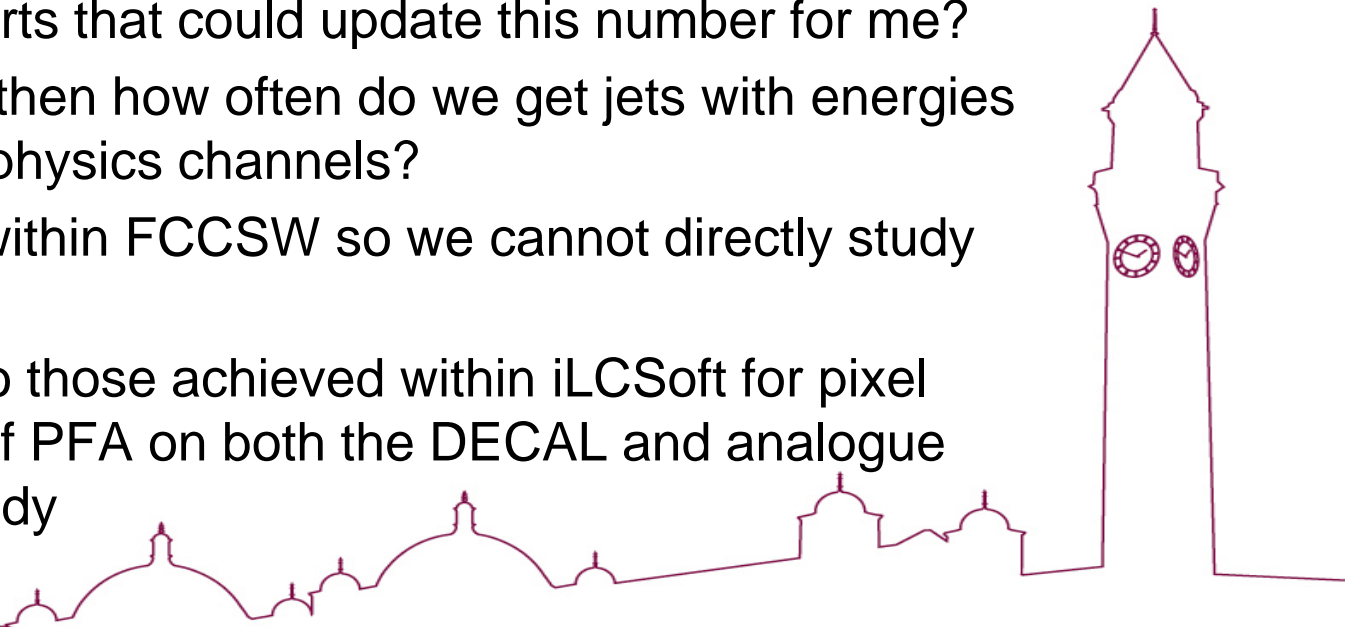 rts that could update this number for me?
then how often do we get jets with energies
physics channels?
within FCCSW so we cannot directly study
o those achieved within iLCSoft for pixel
f PFA on both the DECAL and analogue
dy